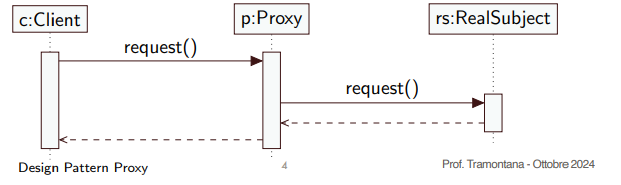 c:Client
p:Proxy
rs:RealSubject
request()
request()
Design Pattern Proxy
4
Prof. Tramontana - Ottobre 2024